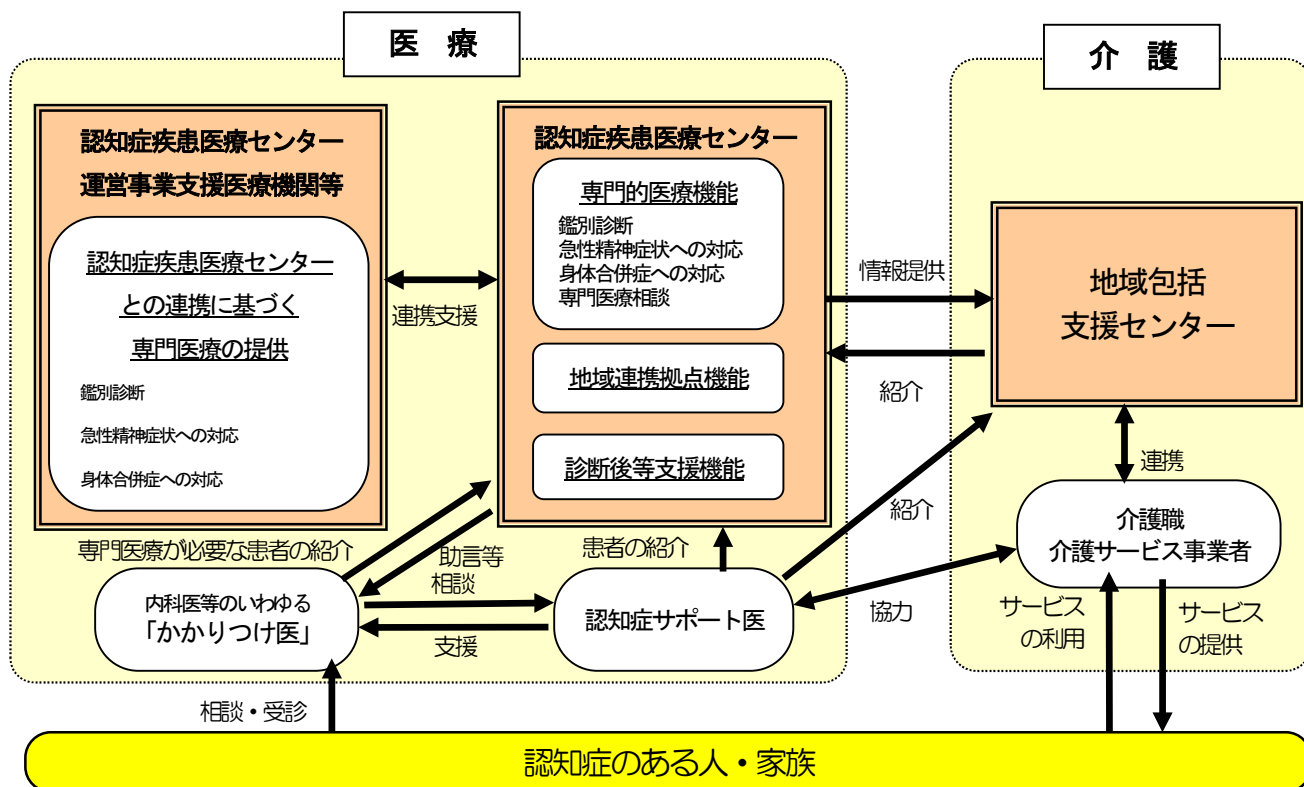 医 療
認知症疾患医療センター
運営事業支援医療機関等
認知症疾患医療センター
との連携に基づく
専門医療の提供
鑑別診断
急性精神症状への対応
身体合併症への対応
連携支援
認知症疾患医療センター
専門的医療機能
鑑別診断
急性精神症状への対応
身体合併症への対応
専門医療相談
地域連携拠点機能
診断後等支援機能
情報提供
紹介
介 護
地域包括
支援センター
連携
紹介
介護職
介護サービス事業者
専門医療が必要な患者の紹介
助言等
相談
患者の紹介
内科医等のいわゆる
「かかりつけ医」
支援
認知症サポート医
協力
サービス
の利用
サービス
の提供
相談・受診
認知症のある人・家族